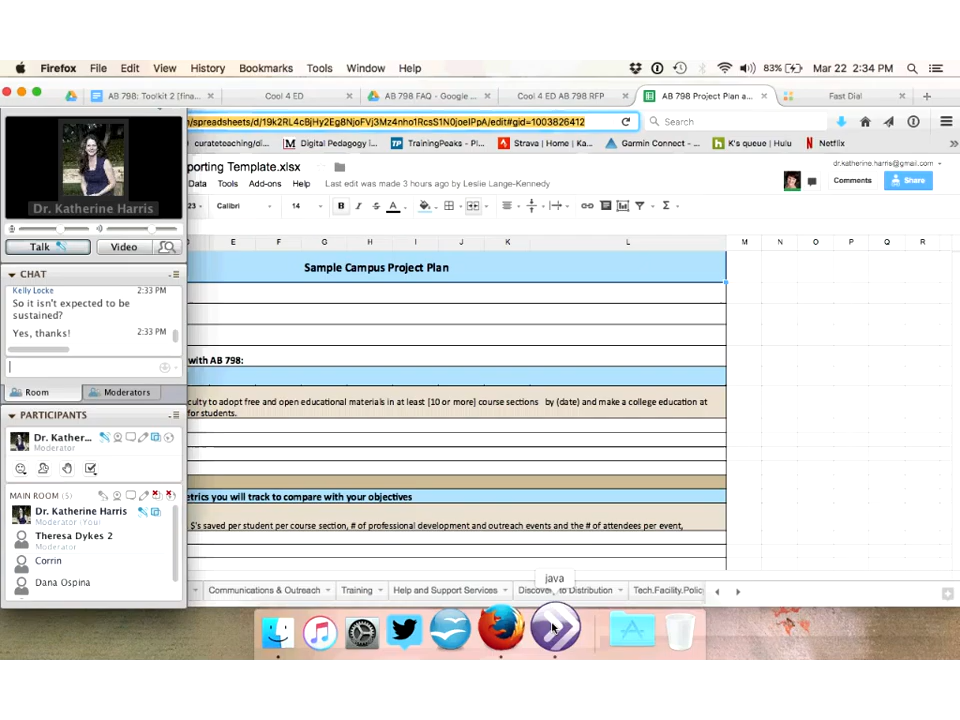 Firefox File Edit View History Bookmarks Tools Window Help 83% Mar 22 2:34 PM
AB 798: Toolkit 2 [fina... Cool 4 ED AB 798 FAQ - Google ... Cool 4 ED AB 798 RFP AB 798 Project Plan a... Fast Dial
/spreadsheets/d/19k2RL4cBjHy2Eg8NjoFVj3Mz4nho1RcsS1N0joelPpA/edit#gid=1003826412 Search
curateteaching/di... Digital Pedagogy I... TrainingPeaks - Pl... Strava | Home | Ka... Garmin Connect - ... K's queue | Hulu Netflix
porting Template.xlsx
dr.katherine.harris@gmail.com
Comments Share
Data Tools Add-ons Help Last edit was made 3 hours ago by Leslie Lange-Kennedy
23 Calibri 14 B I S A
E F G H I J K L M N O P Q R
Dr. Katherine Harris
Talk Video
CHAT
Kelly Locke 2:33 PM
So it isn't expected to be
sustained?
Yes, thanks! 2:33 PM
Room Moderators
PARTICIPANTS
Dr. Kather...
Moderator
MAIN ROOM (5)
Dr. Katherine Harris
Moderator (You)
Theresa Dykes 2
Moderator
Corrin
Dana Ospina
Sample Campus Project Plan
with AB 798:
culty to adopt free and open educational materials in at least [10 or more] course sections by (date) and make a college education at
for students.
etrics you will track to compare with your objectives
$'s saved per student per course section, # of professional development and outreach events and the # of attendees per event,
java
Communications & Outreach Training Help and Support Services Discovery to Distribution Tech.Facility.Polic